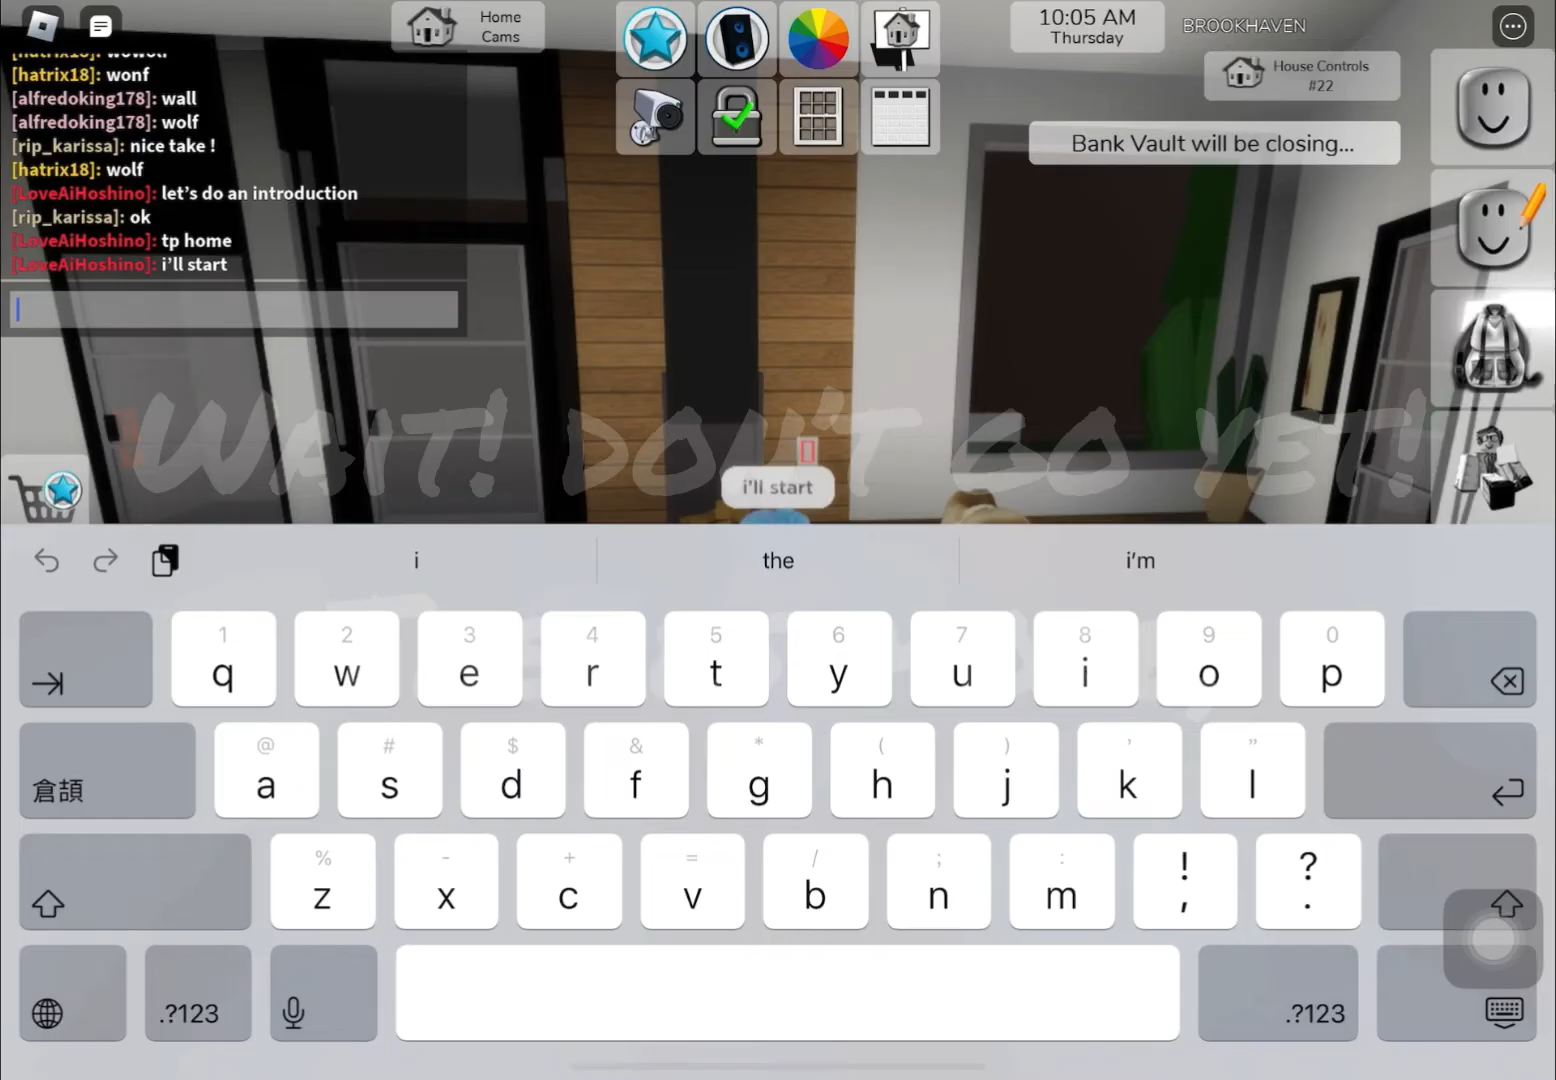 Home
Cams
10:05 AM
Thursday
BROOKHAVEN
House Controls
#22
Bank Vault will be closing...
[hatrix18]: wonf
[alfredoking178]: wall
[alfredoking178]: wolf
[rip_karissa]: nice take !
[hatrix18]: wolf
[LoveAiHoshino]: let's do an introduction
[rip_karissa]: ok
[LoveAiHoshino]: tp home
[LoveAiHoshino]: i'll start
WAIT! DON'T GO YET!
i'll start
i the i'm
1 2 3 4 5 6 7 8 9 0
q w e r t y u i o p
@ # $ & * ( ) ' "
倉頡 a s d f g h j k l
% - + = / ; : ! ?
z x c v b n m , .
.?123 .?123